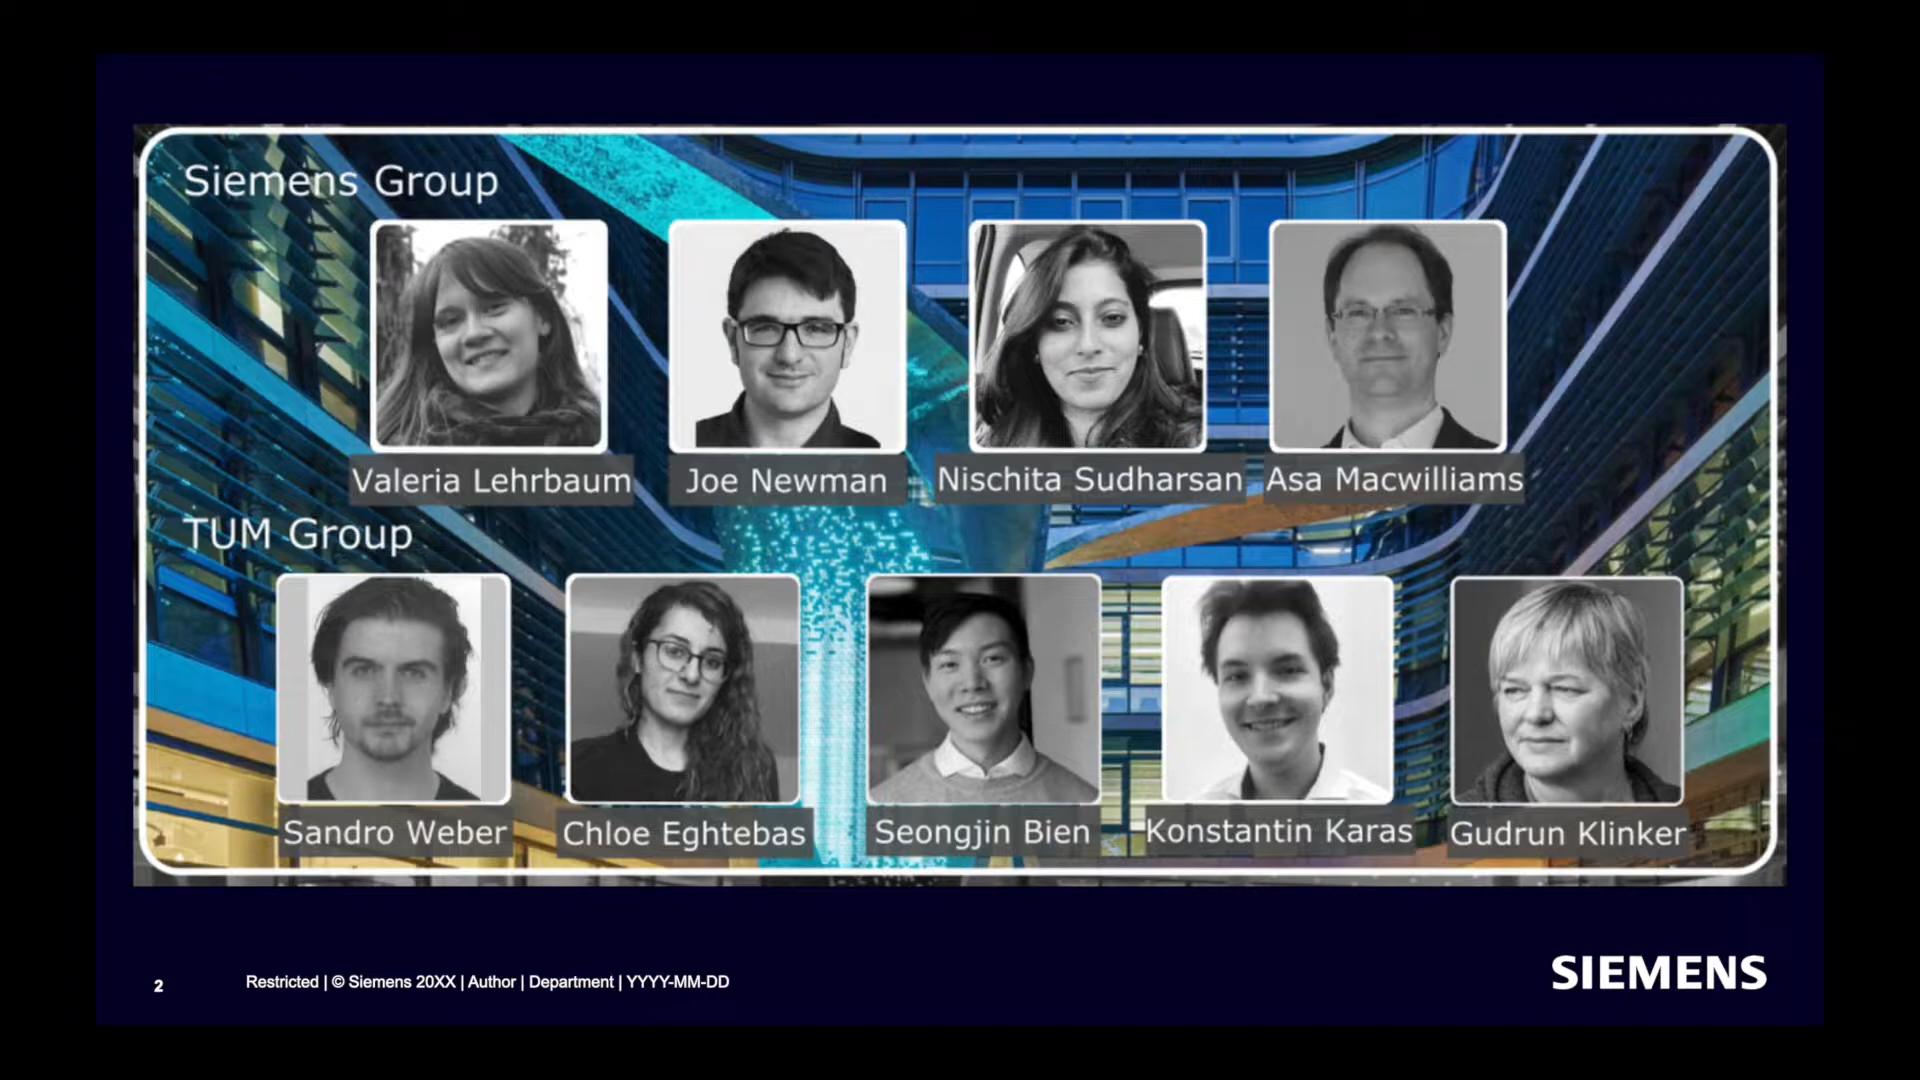 Siemens Group
Valeria Lehrbaum
Joe Newman
Nischita Sudharsan
Asa Macwilliams
TUM Group
Sandro Weber
Chloe Eghtebas
Seongjin Bien
Konstantin Karas
Gudrun Klinker
2
Restricted | © Siemens 20XX | Author | Department | YYYY-MM-DD
SIEMENS